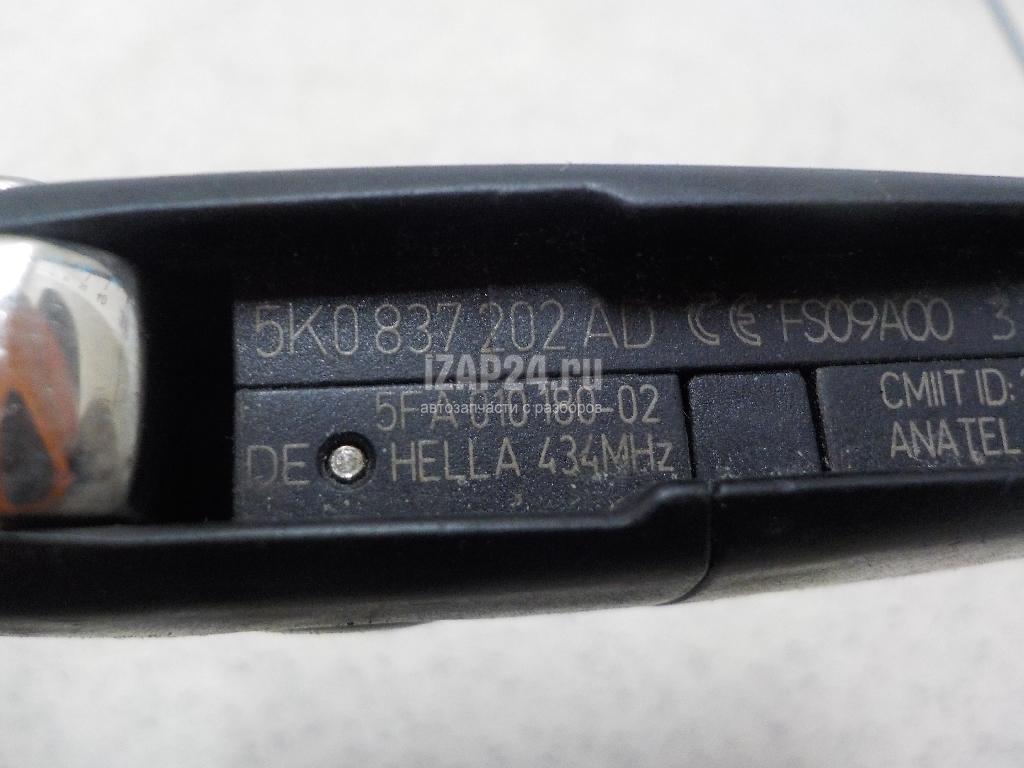 5K0 837 202 AD CE FS09A00 3
IZAP24.ru
автозапчасти с разборов
5FA 010 180-02
DE HELLA 434MHz
CMIIT ID:
ANATEL